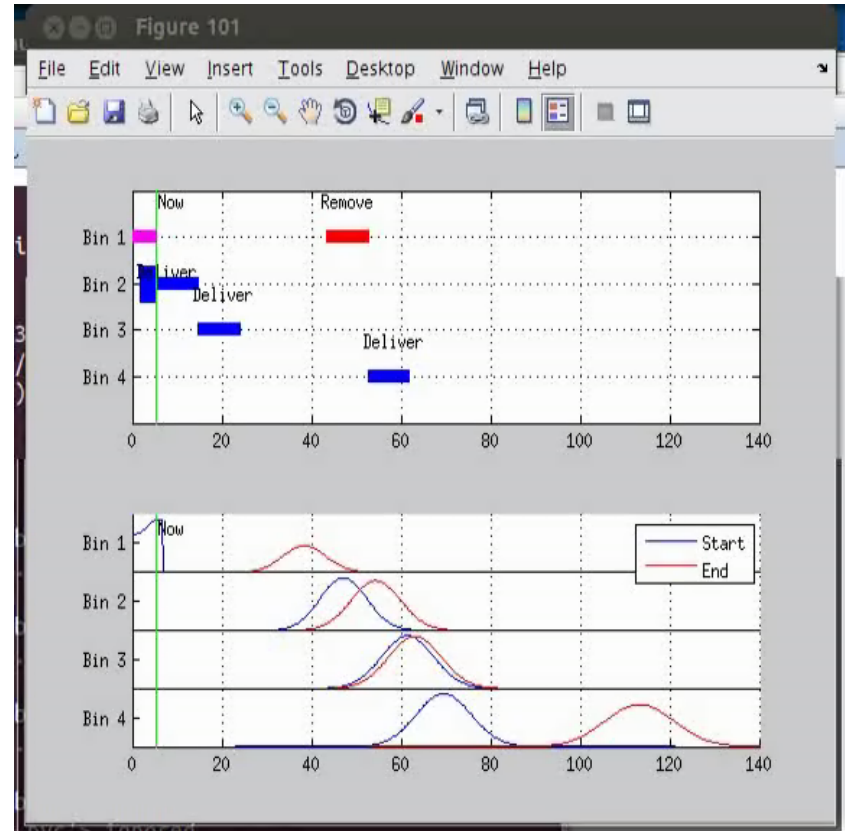 Figure 101
File Edit View Insert Tools Desktop Window Help
Now Remove
Bin 1
Deliver
Bin 2
Deliver
Bin 3
Deliver
Bin 4
0 20 40 60 80 100 120 140
Now
Bin 1
Start
End
Bin 2
Bin 3
Bin 4
0 20 40 60 80 100 120 140